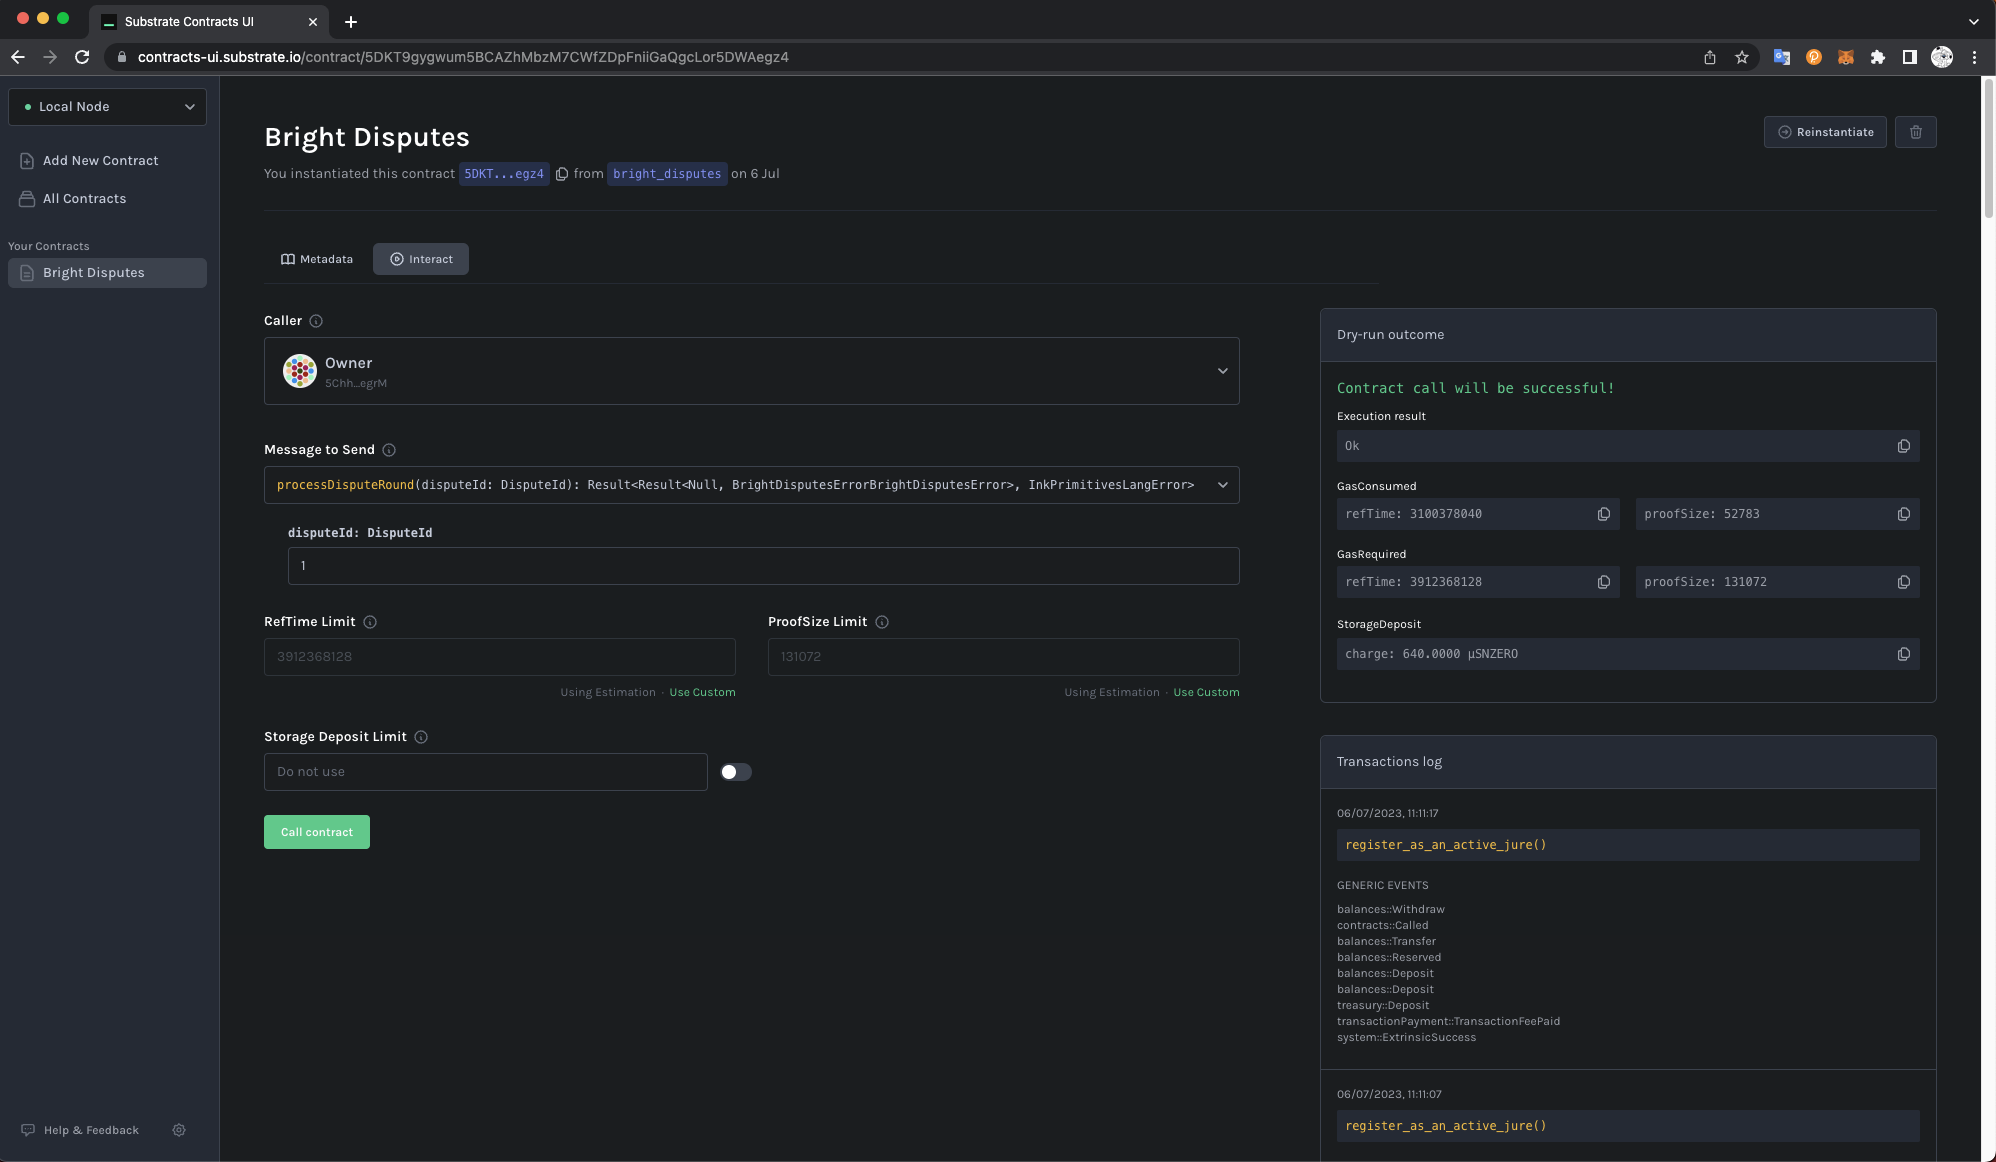 Substrate Contracts UI
contracts-ui.substrate.io/contract/5DKT9gygwum5BCAZhMbzM7CWfZDpFniiGaQgcLor5DWAegz4
Local Node
Add New Contract
All Contracts
Your Contracts
Bright Disputes
Help & Feedback
Bright Disputes
You instantiated this contract 5DKT...egz4 from bright_disputes on 6 Jul
Reinstantiate
Metadata
Interact
Caller
Owner
5Chh...egrM
Message to Send
processDisputeRound(disputeId: DisputeId): Result<Result<Null, BrightDisputesErrorBrightDisputesError>, InkPrimitivesLangError>
disputeId: DisputeId
1
RefTime Limit
3912368128
Using Estimation - Use Custom
ProofSize Limit
131072
Using Estimation - Use Custom
Storage Deposit Limit
Do not use
Call contract
Dry-run outcome
Contract call will be successful!
Execution result
Ok
GasConsumed
refTime: 3100378040
proofSize: 52783
GasRequired
refTime: 3912368128
proofSize: 131072
StorageDeposit
charge: 640.0000 µSNZERO
Transactions log
06/07/2023, 11:11:17
register_as_an_active_jure()
GENERIC EVENTS
balances::Withdraw
contracts::Called
balances::Transfer
balances::Reserved
balances::Deposit
balances::Deposit
treasury::Deposit
transactionPayment::TransactionFeePaid
system::ExtrinsicSuccess
06/07/2023, 11:11:07
register_as_an_active_jure()